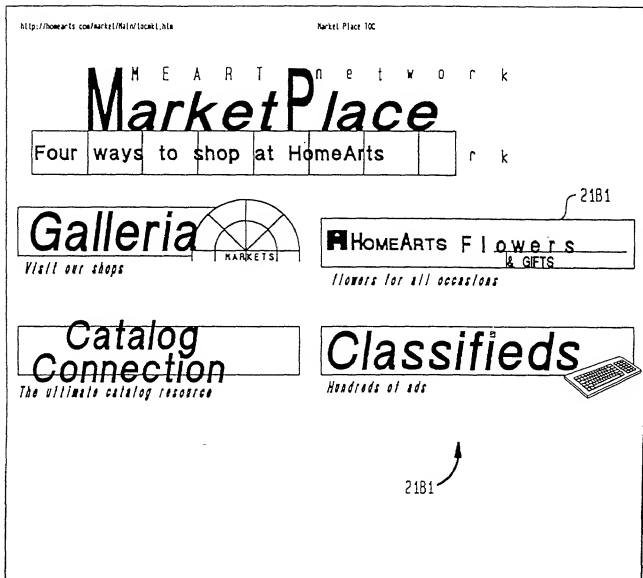 http://homearts com/market/Main/locmkl,hlm Market Place TOC
M E A R T n e t w o r k
MarketPlace
Four ways to shop at HomeArts r k
21B1
Galleria
MARKETS
Visit our shops
HOMEARTS Flowers
& GIFTS
flowers for all occasions
Catalog
Connection
The ultimate catalog resource
Classifieds
Hundreds of ads
21B1